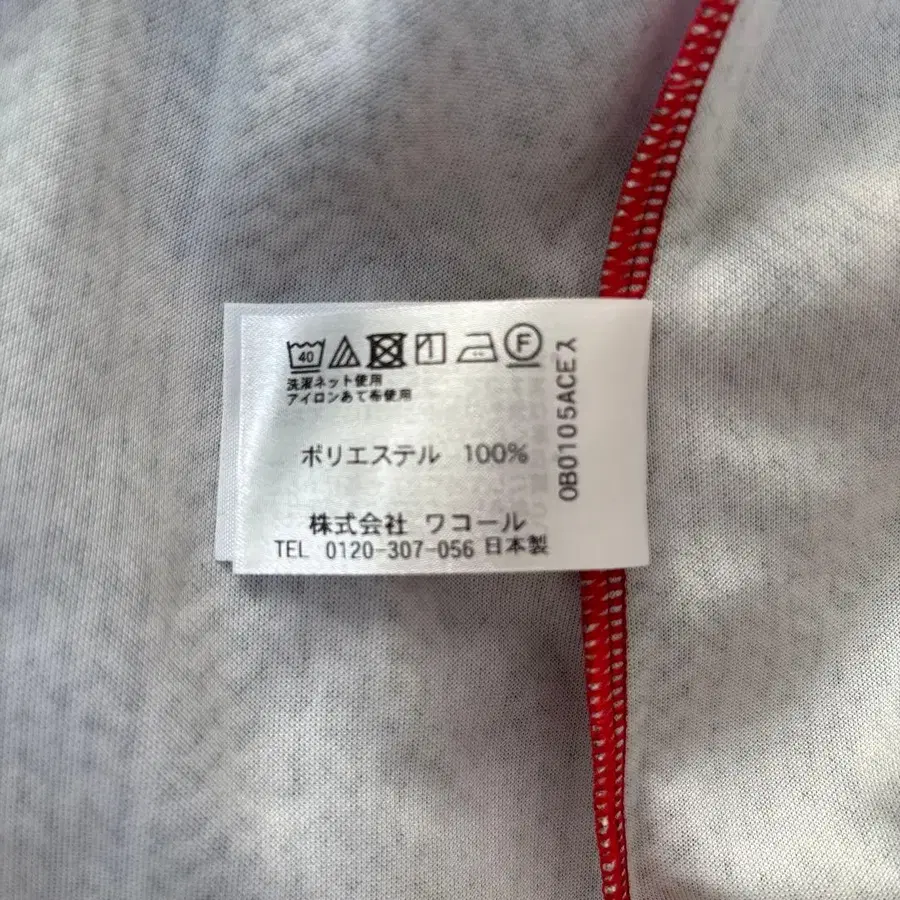 40 F
洗濯ネット使用
アイロンあて布使用
ポリエステル 100%
株式会社 ワコール
TEL 0120-307-056 日本製
0B0105ACEス